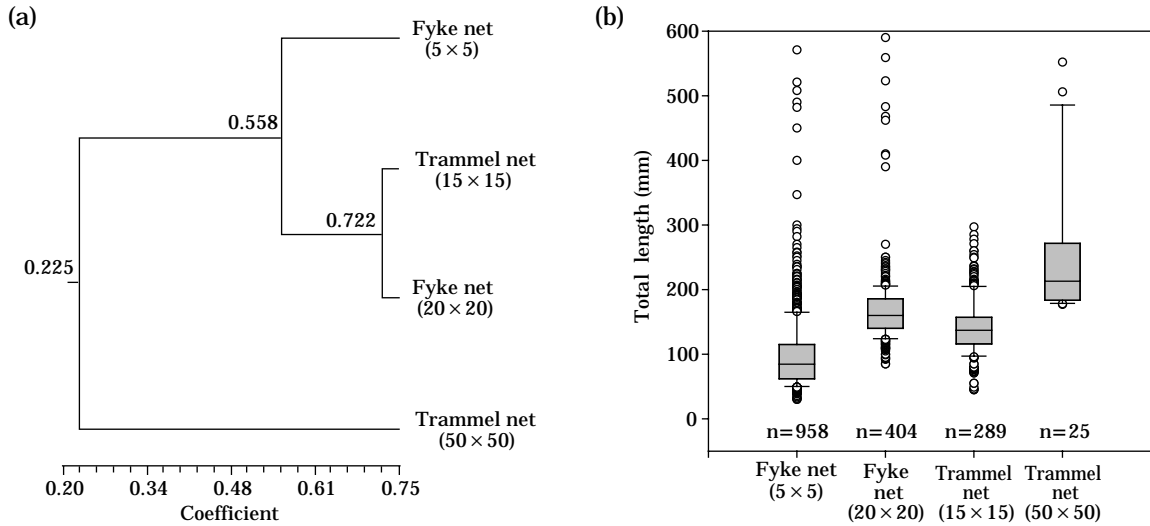 (a)
Fyke net
(5 × 5)
0.558
Trammel net
(15 × 15)
0.722
0.225
Fyke net
(20 × 20)
Trammel net
(50 × 50)
0.20 0.34 0.48 0.61 0.75
Coefficient
(b)
600
500
400
300
200
100
0
Total length (mm)
n=958 n=404 n=289 n=25
Fyke net
(5 × 5)
Fyke
net
(20 × 20)
Trammel
net
(15 × 15)
Trammel
net
(50 × 50)